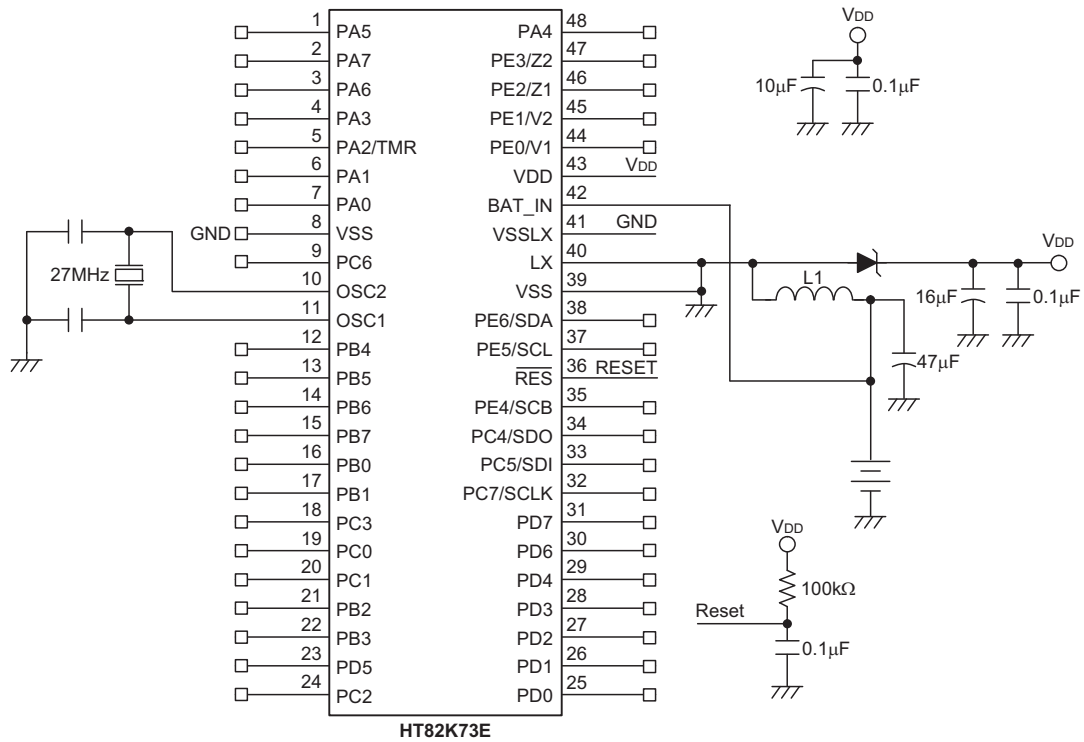 1 PA5
2 PA7
3 PA6
4 PA3
5 PA2/TMR
6 PA1
7 PA0
GND 8 VSS
9 PC6
10 OSC2
11 OSC1
12 PB4
13 PB5
14 PB6
15 PB7
16 PB0
17 PB1
18 PC3
19 PC0
20 PC1
21 PB2
22 PB3
23 PD5
24 PC2
27MHz
PA4 48
PE3/Z2 47
PE2/Z1 46
PE1/V2 45
PE0/V1 44
VDD 43 VDD
BAT_IN 42
VSSLX 41 GND
LX 40
VSS 39
PE6/SDA 38
PE5/SCL 37
RES 36 RESET
PE4/SCB 35
PC4/SDO 34
PC5/SDI 33
PC7/SCLK 32
PD7 31
PD6 30
PD4 29
PD3 28
PD2 27
PD1 26
PD0 25
HT82K73E
VDD
10μF
0.1μF
VDD
L1
16μF
0.1μF
47μF
VDD
100kΩ
Reset
0.1μF